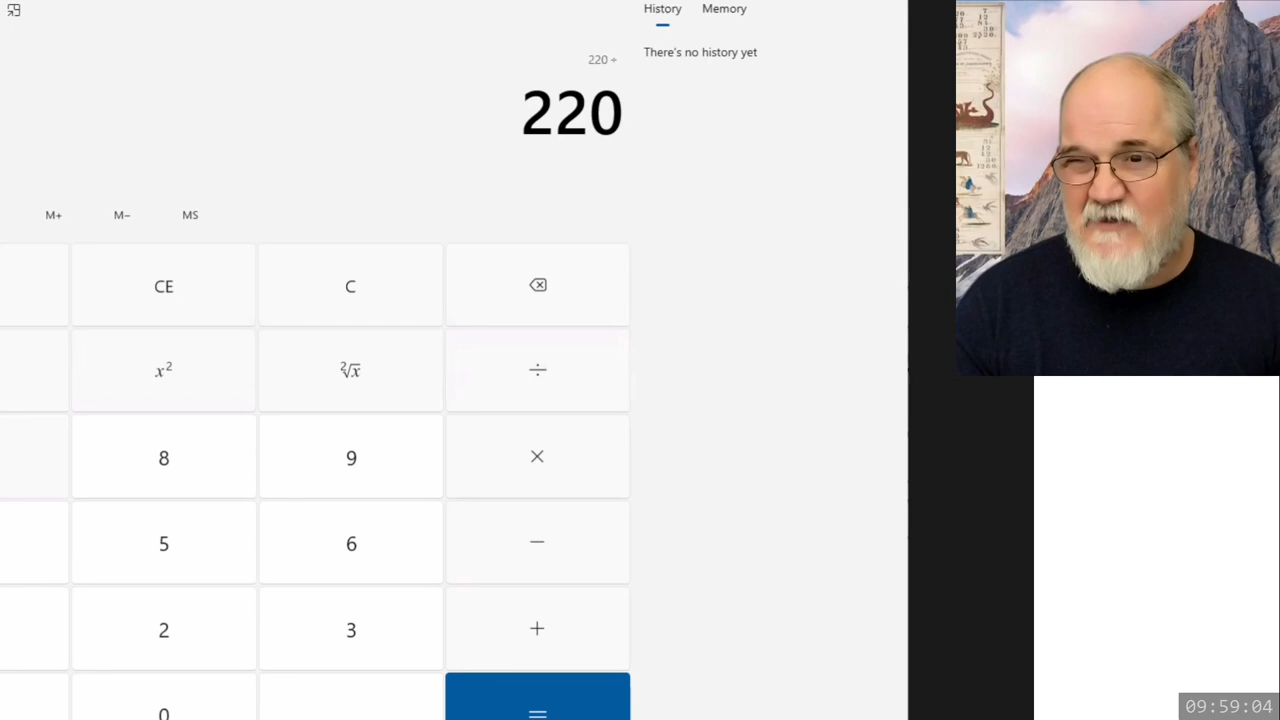 History Memory
There's no history yet
220 ÷
220
M+ M− MS
CE C
x² ²√x ÷
8 9 ×
5 6 −
2 3 +
0 =
09:59:04